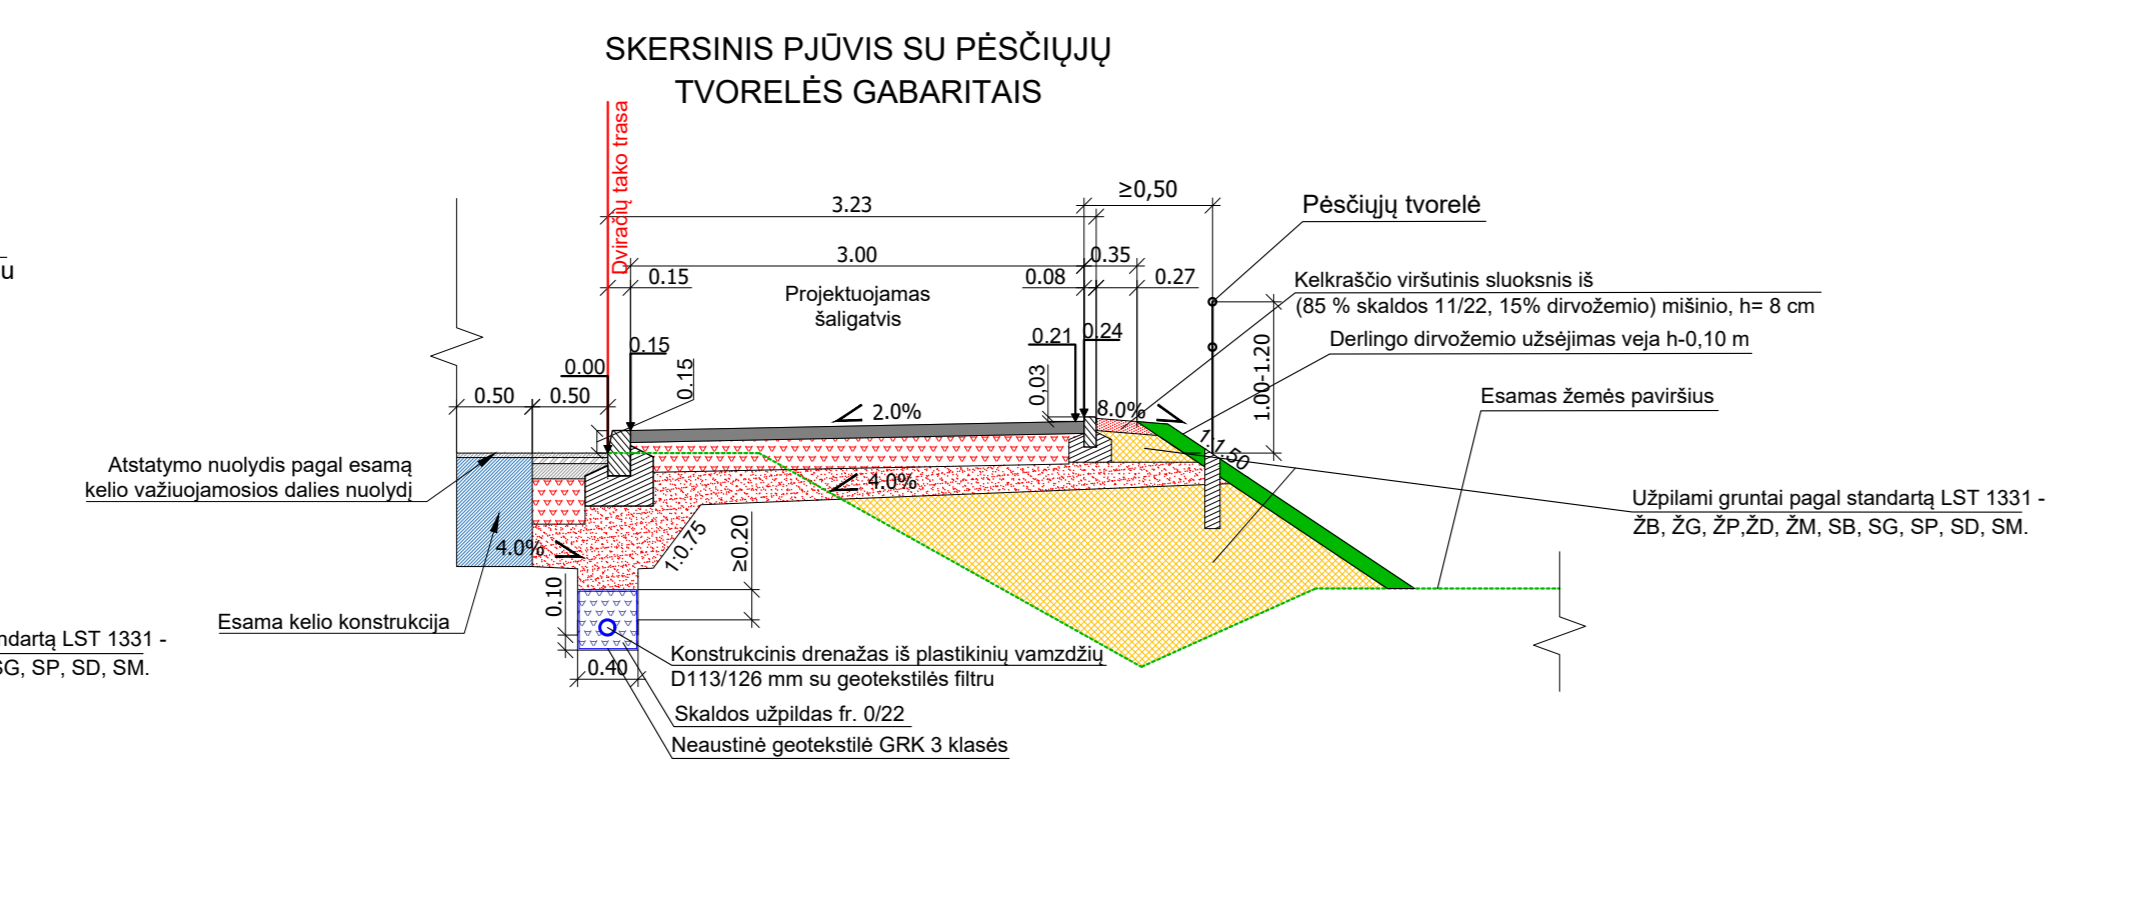 SKERSINIS PJŪVIS SU PĖSČIŲJŲ
TVORELĖS GABARITAIS
Dviračių tako trasa
≥0,50
3.23
Pėsčiųjų tvorelė
3.00
0.35
0.15
0.08
0.27
Projektuojamas
šaligatvis
Kelkraščio viršutinis sluoksnis iš
(85 % skaldos 11/22, 15% dirvožemio) mišinio, h= 8 cm
u
0.15
0.21
0.24
Derlingo dirvožemio užsėjimas veja h-0,10 m
0.00
0.15
0,03
1.00-1.20
0.50
0.50
Esamas žemės paviršius
2.0%
8.0%
1:1.50
Atstatymo nuolydis pagal esamą
kelio važiuojamosios dalies nuolydį
4.0%
Užpilami gruntai pagal standartą LST 1331 -
ŽB, ŽG, ŽP,ŽD, ŽM, SB, SG, SP, SD, SM.
4.0%
1:0.75
≥0.20
0.10
Esama kelio konstrukcija
ndartą LST 1331 -
SG, SP, SD, SM.
0.40
Konstrukcinis drenažas iš plastikinių vamzdžių
D113/126 mm su geotekstilės filtru
Skaldos užpildas fr. 0/22
Neaustinė geotekstilė GRK 3 klasės